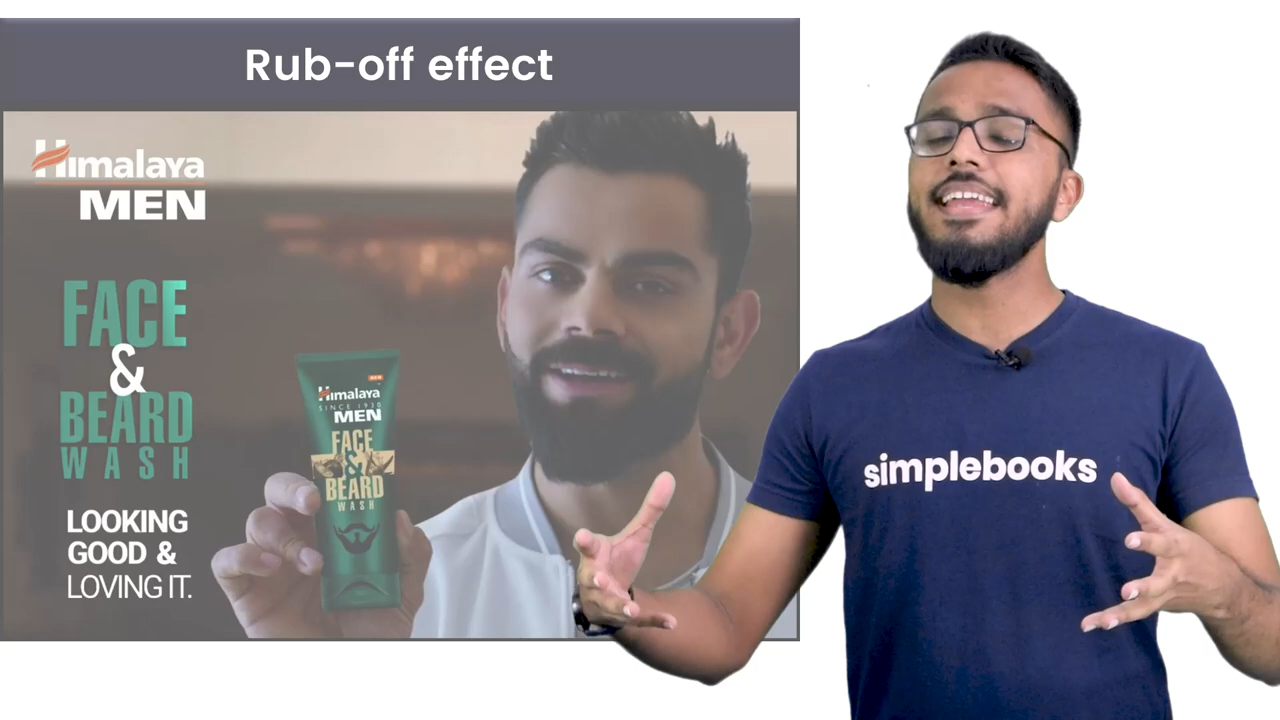 Rub-off effect
Himalaya
MEN
FACE
&
BEARD
WASH
LOOKING
GOOD &
LOVING IT.
NEW
Himalaya
SINCE 1930
MEN
FACE
&
BEARD
WASH
simplebooks